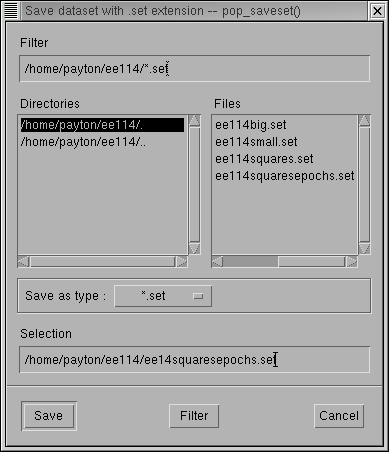 Save dataset with .set extension -- pop_saveset()
Filter
/home/payton/ee114/*.set
Directories
Files
/home/payton/ee114/.
/home/payton/ee114/..
ee114big.set
ee114small.set
ee114squares.set
ee114squaresepochs.set
Save as type :
*.set
Selection
/home/payton/ee114/ee14squaresepochs.set
Save
Filter
Cancel